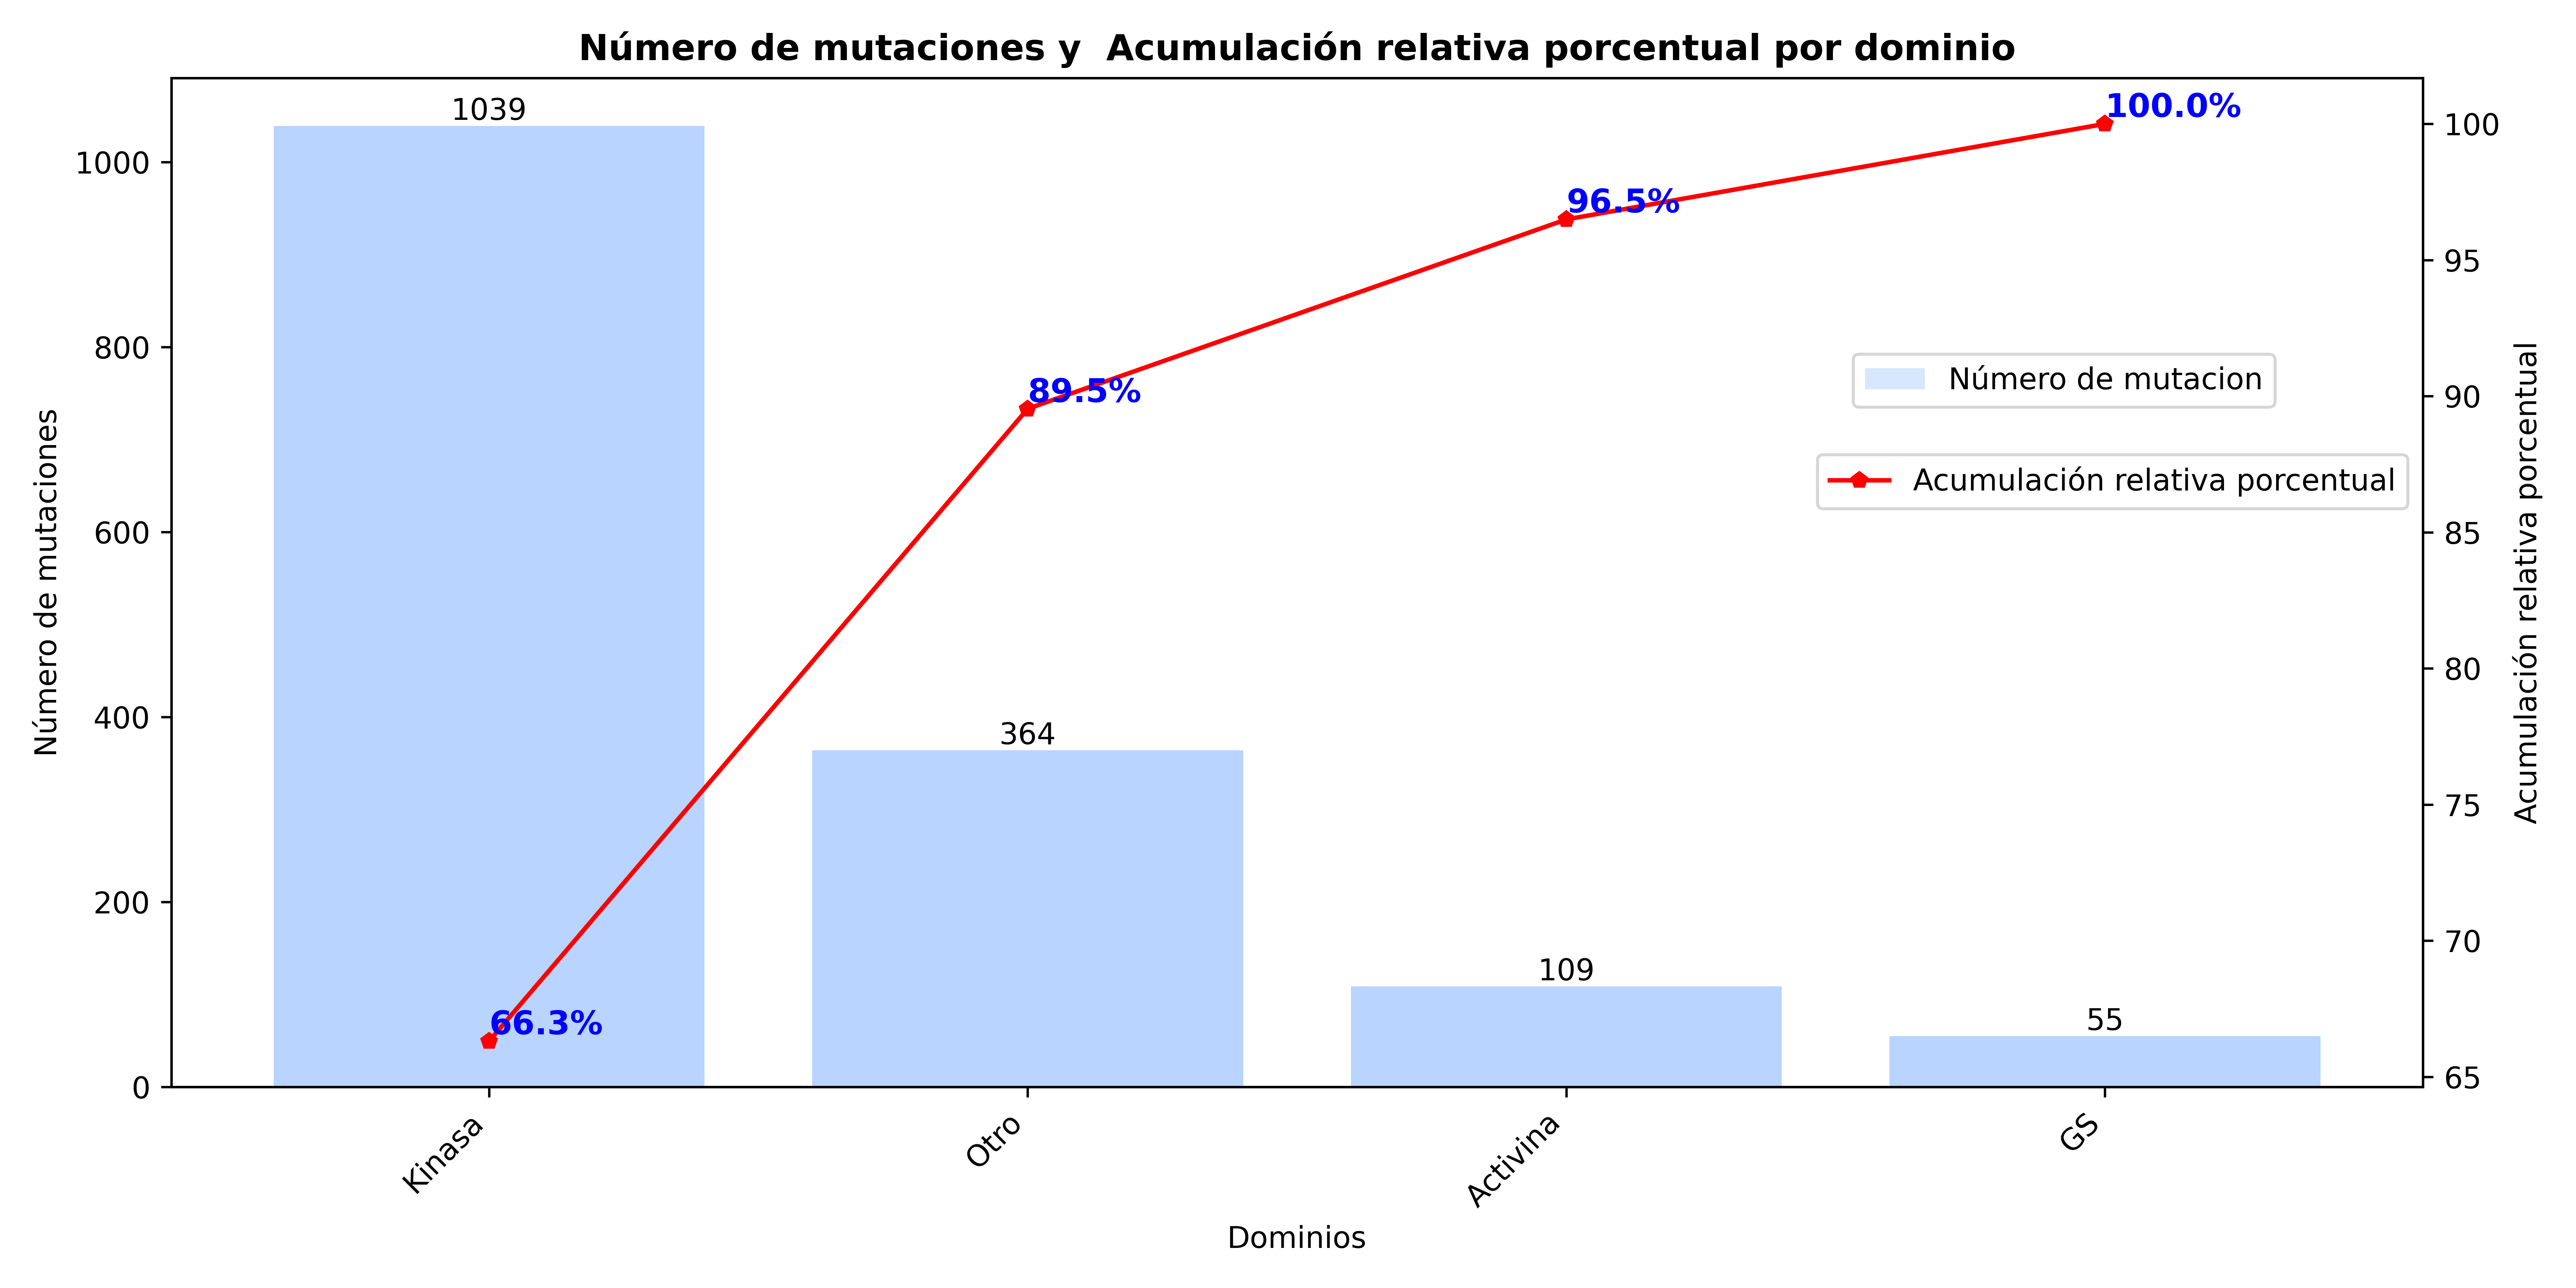 Número de mutaciones y  Acumulación relativa porcentual por dominio
1039
364
109
55
66.3%
89.5%
96.5%
100.0%
Número de mutaciones
1000
800
600
400
200
0
Acumulación relativa porcentual
100
95
90
85
80
75
70
65
Número de mutacion
Acumulación relativa porcentual
Kinasa
Otro
Activina
GS
Dominios